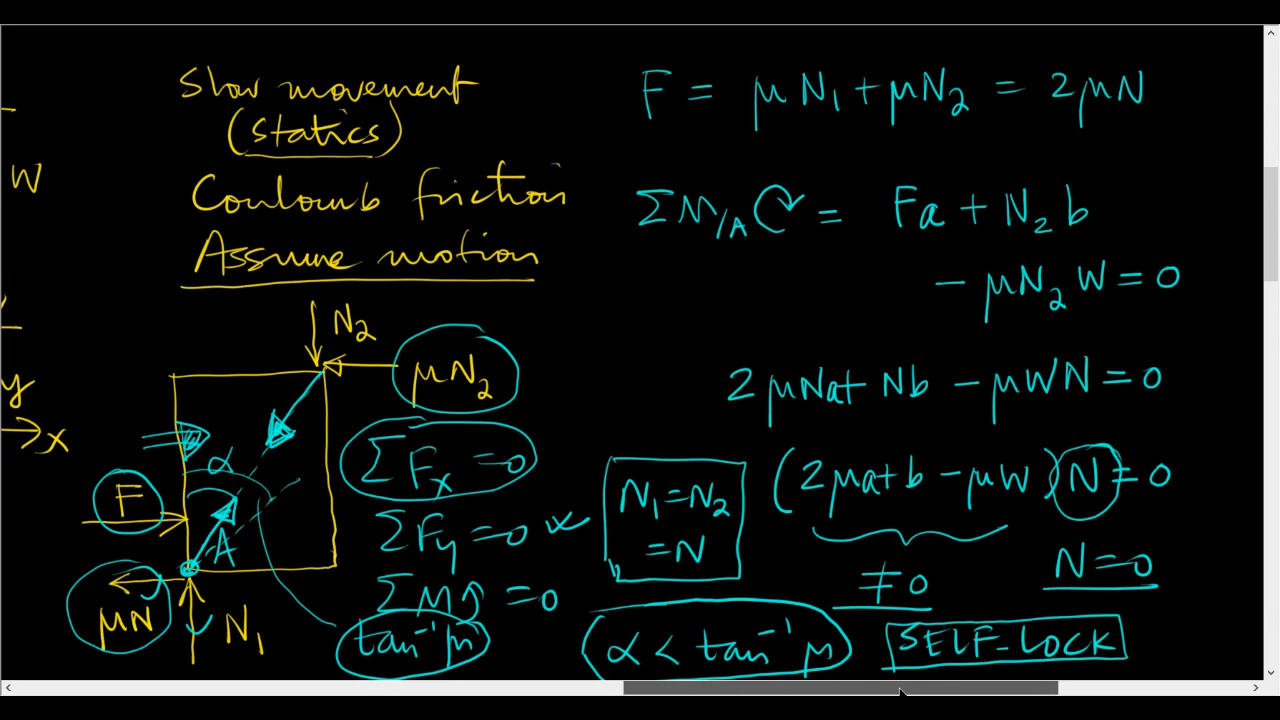 Slow movement
(statics)
Coulomb friction
Assume motion
W
y
x
N₂
μN₂
α
F
A
μN
N₁
ΣFx = 0
ΣFy = 0
ΣM = 0
tan⁻¹ μ
N₁ = N₂
= N
α < tan⁻¹ μ
F = μN₁ + μN₂ = 2μN
ΣM/A = Fa + N₂b
- μN₂W = 0
2μNa + Nb - μWN = 0
(2μa + b - μW)N = 0
≠ 0
N = 0
SELF-LOCK